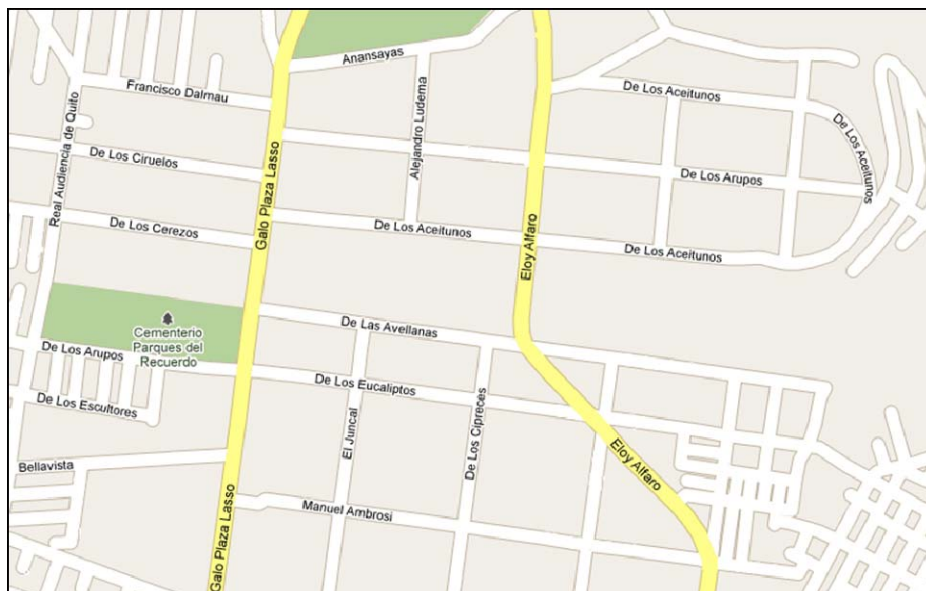 Anansayas
Francisco Dalmau
De Los Aceitunos
Real Audiencia de Quito
Alejandro Ludema
De Los Aceitunos
De Los Ciruelos
De Los Arupos
Galo Plaza Lasso
De Los Cerezos
De Los Aceitunos
Eloy Alfaro
De Los Aceitunos
De Las Avellanas
Cementerio
Parques del
Recuerdo
De Los Arupos
De Los Eucaliptos
De Los Escultores
El Juncal
De Los Cipreces
Eloy Alfaro
Bellavista
Manuel Ambrosi
Galo Plaza Lasso